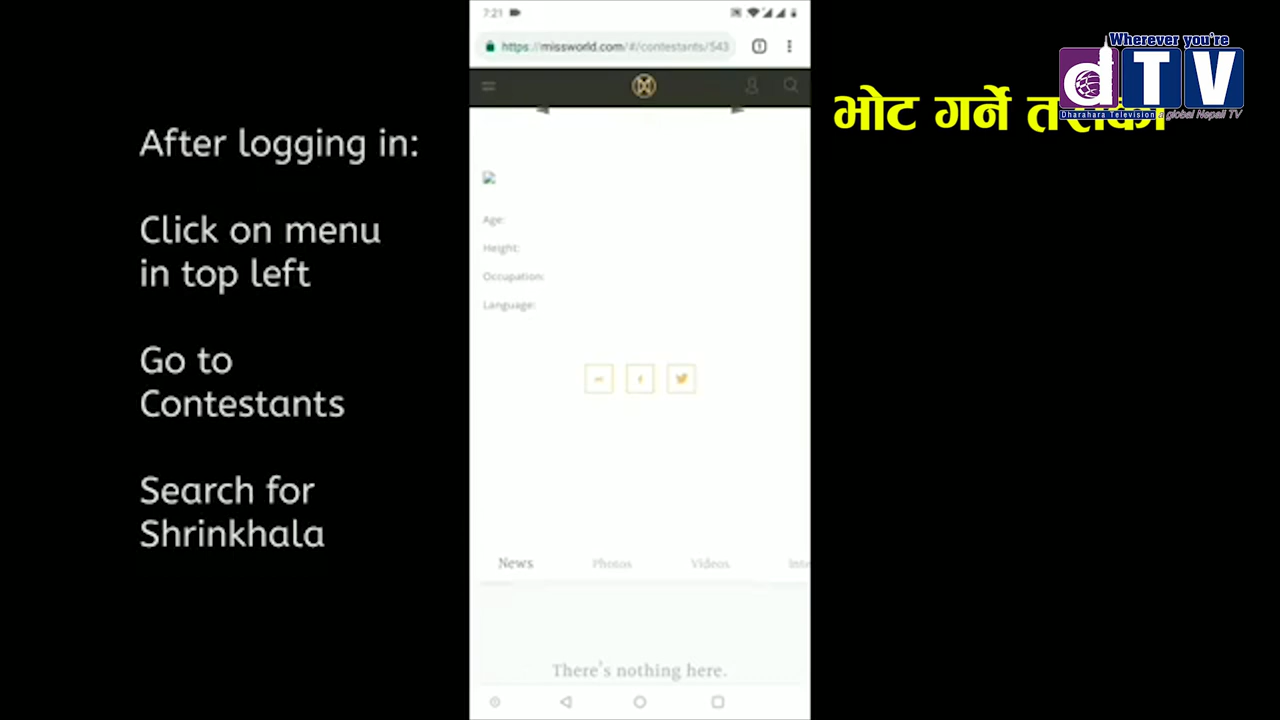 After logging in:
Click on menu
in top left
Go to
Contestants
Search for
Shrinkhala
7:21
https://missworld.com/#/contestants/543
1
Age:
Height:
Occupation:
Language:
News Photos Videos
There's nothing here.
भोट गर्ने
Wherever you're
dTV
Dharahara Television a global Nepali TV